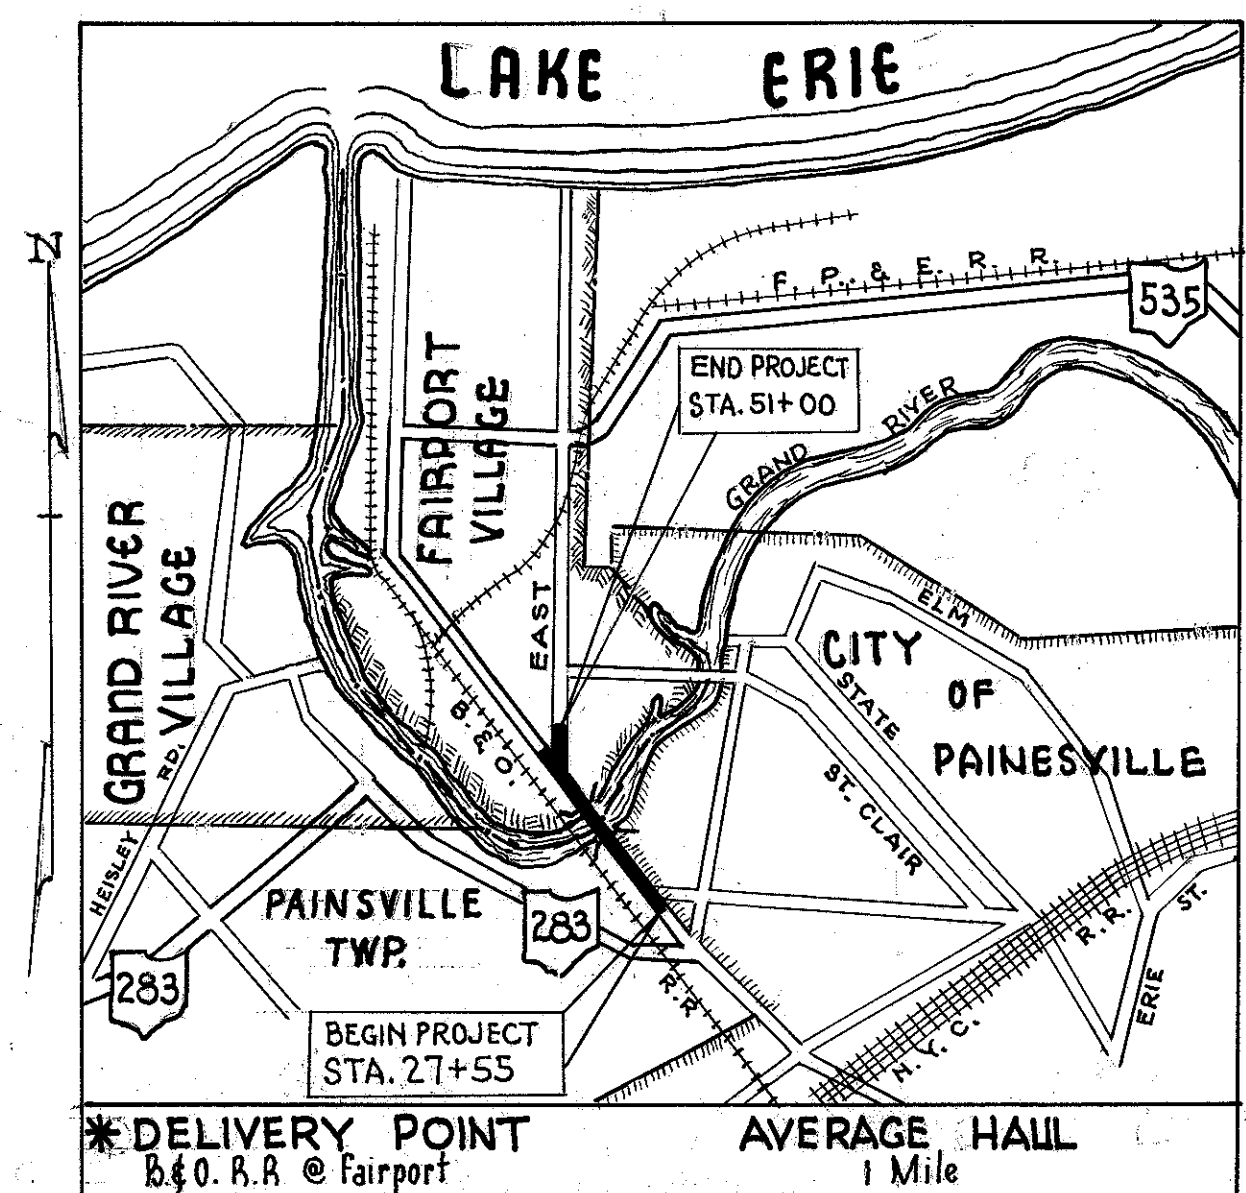 LAKE ERIE
N
F. P. & E. R. R.
535
END PROJECT
STA. 51+00
GRAND RIVER
FAIRPORT
VILLAGE
GRAND RIVER
VILLAGE
EAST
ELM
CITY
OF
PAINESVILLE
STATE
ST. CLAIR
B. & O.
R.R
HEISLEY RD.
PAINSVILLE
TWP.
283
283
N. Y. C. R. R.
ERIE ST.
BEGIN PROJECT
STA. 27+55
* DELIVERY POINT
B.&O. R.R @ Fairport
AVERAGE HAUL
1 Mile